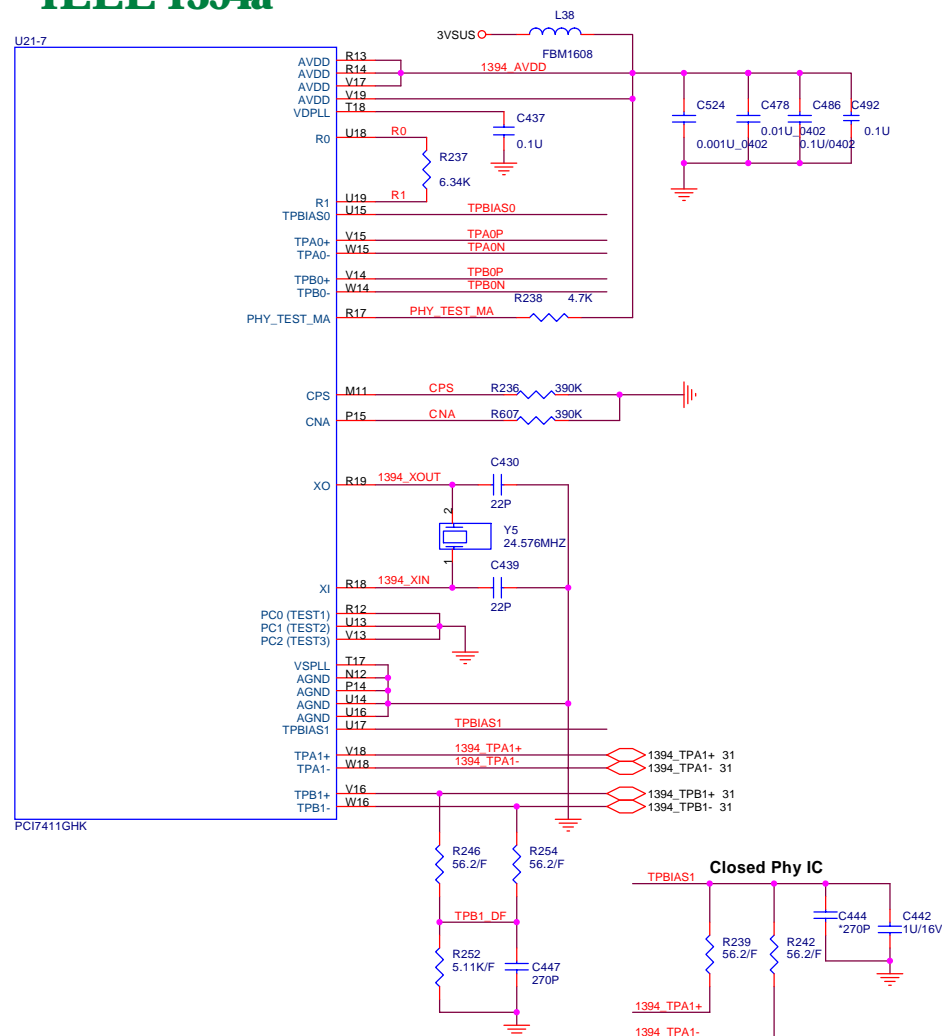 IEEE 1394a
U21-7
L38
3VSUS
FBM1608
AVDD R13
AVDD R14 1394_AVDD
AVDD V17
AVDD V19
VDPLL T18
C437
0.1U
C524
0.001U_0402
C478
0.01U_0402
C486
0.1U/0402
C492
0.1U
R0 U18 R0
R237
6.34K
R1 U19 R1
TPBIAS0 U15 TPBIAS0
TPA0+ V15 TPA0P
TPA0- W15 TPA0N
TPB0+ V14 TPB0P
TPB0- W14 TPB0N
R238 4.7K
PHY_TEST_MA R17 PHY_TEST_MA
CPS M11 CPS R236 390K
CNA P15 CNA R607 390K
C430
XO R19 1394_XOUT
22P
2
Y5
24.576MHZ
1
C439
XI R18 1394_XIN
22P
PC0 (TEST1) R12
PC1 (TEST2) U13
PC2 (TEST3) V13
VSPLL T17
AGND N12
AGND P14
AGND U14
AGND U16
TPBIAS1 U17 TPBIAS1
TPA1+ V18 1394_TPA1+ 1394_TPA1+ 31
TPA1- W18 1394_TPA1- 1394_TPA1- 31
TPB1+ V16 1394_TPB1+ 31
TPB1- W16 1394_TPB1- 31
PCI7411GHK
R246
56.2/F
R254
56.2/F
TPB1_DF
R252
5.11K/F
C447
270P
Closed Phy IC
TPBIAS1
R239
56.2/F
R242
56.2/F
C444
*270P
C442
1U/16V
1394_TPA1+
1394_TPA1-